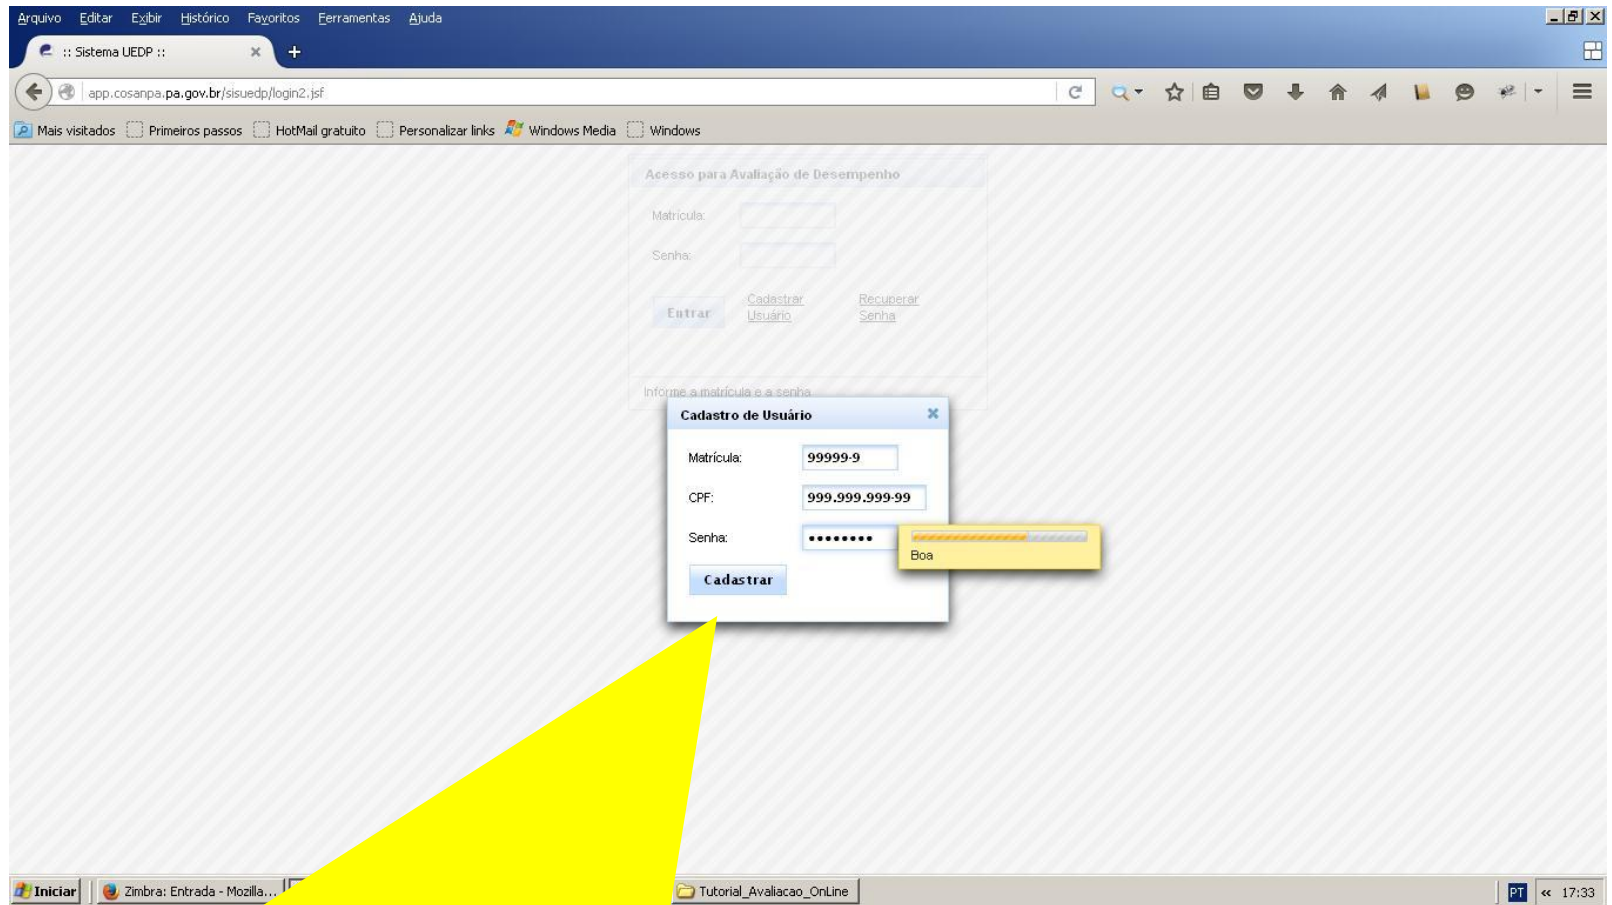 Arquivo Editar Exibir Histórico Favoritos Ferramentas Ajuda
:: Sistema UEDP ::
app.cosanpa.pa.gov.br/sisuedp/login2.jsf
Mais visitados Primeiros passos HotMail gratuito Personalizar links Windows Media Windows
Acesso para Avaliação de Desempenho
Matrícula:
Senha:
Entrar Cadastrar Usuário Recuperar Senha
Informe a matrícula e a senha
Cadastro de Usuário
Matrícula: 99999-9
CPF: 999.999.999-99
Senha: ••••••••
Boa
Cadastrar
Iniciar Zimbra: Entrada - Mozilla... Tutorial_Avaliacao_OnLine PT « 17:33